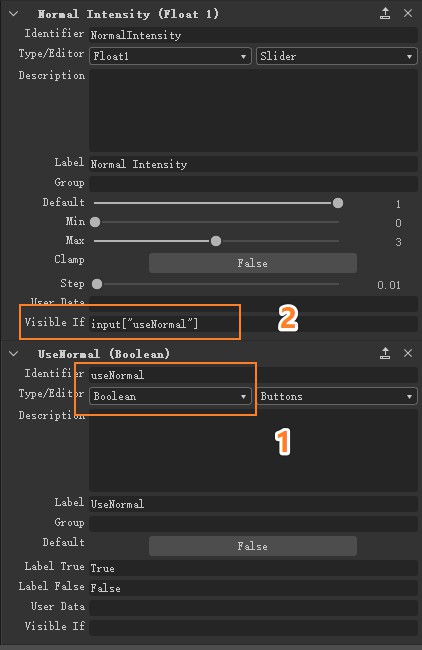 Normal Intensity (Float 1)
Identifier NormalIntensity
Type/Editor Float1 Slider
Description
Label Normal Intensity
Group
Default 1
Min 0
Max 3
Clamp False
Step 0.01
User Data
Visible If input["useNormal"] 2
UseNormal (Boolean)
Identifier useNormal
Type/Editor Boolean Buttons
Description
1
Label UseNormal
Group
Default False
Label True True
Label False False
User Data
Visible If